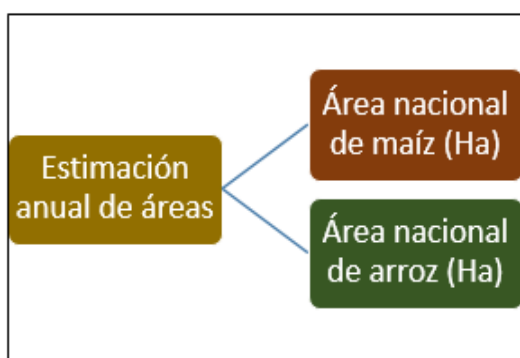 Estimación
anual de áreas
Área nacional
de maíz (Ha)
Área nacional
de arroz (Ha)